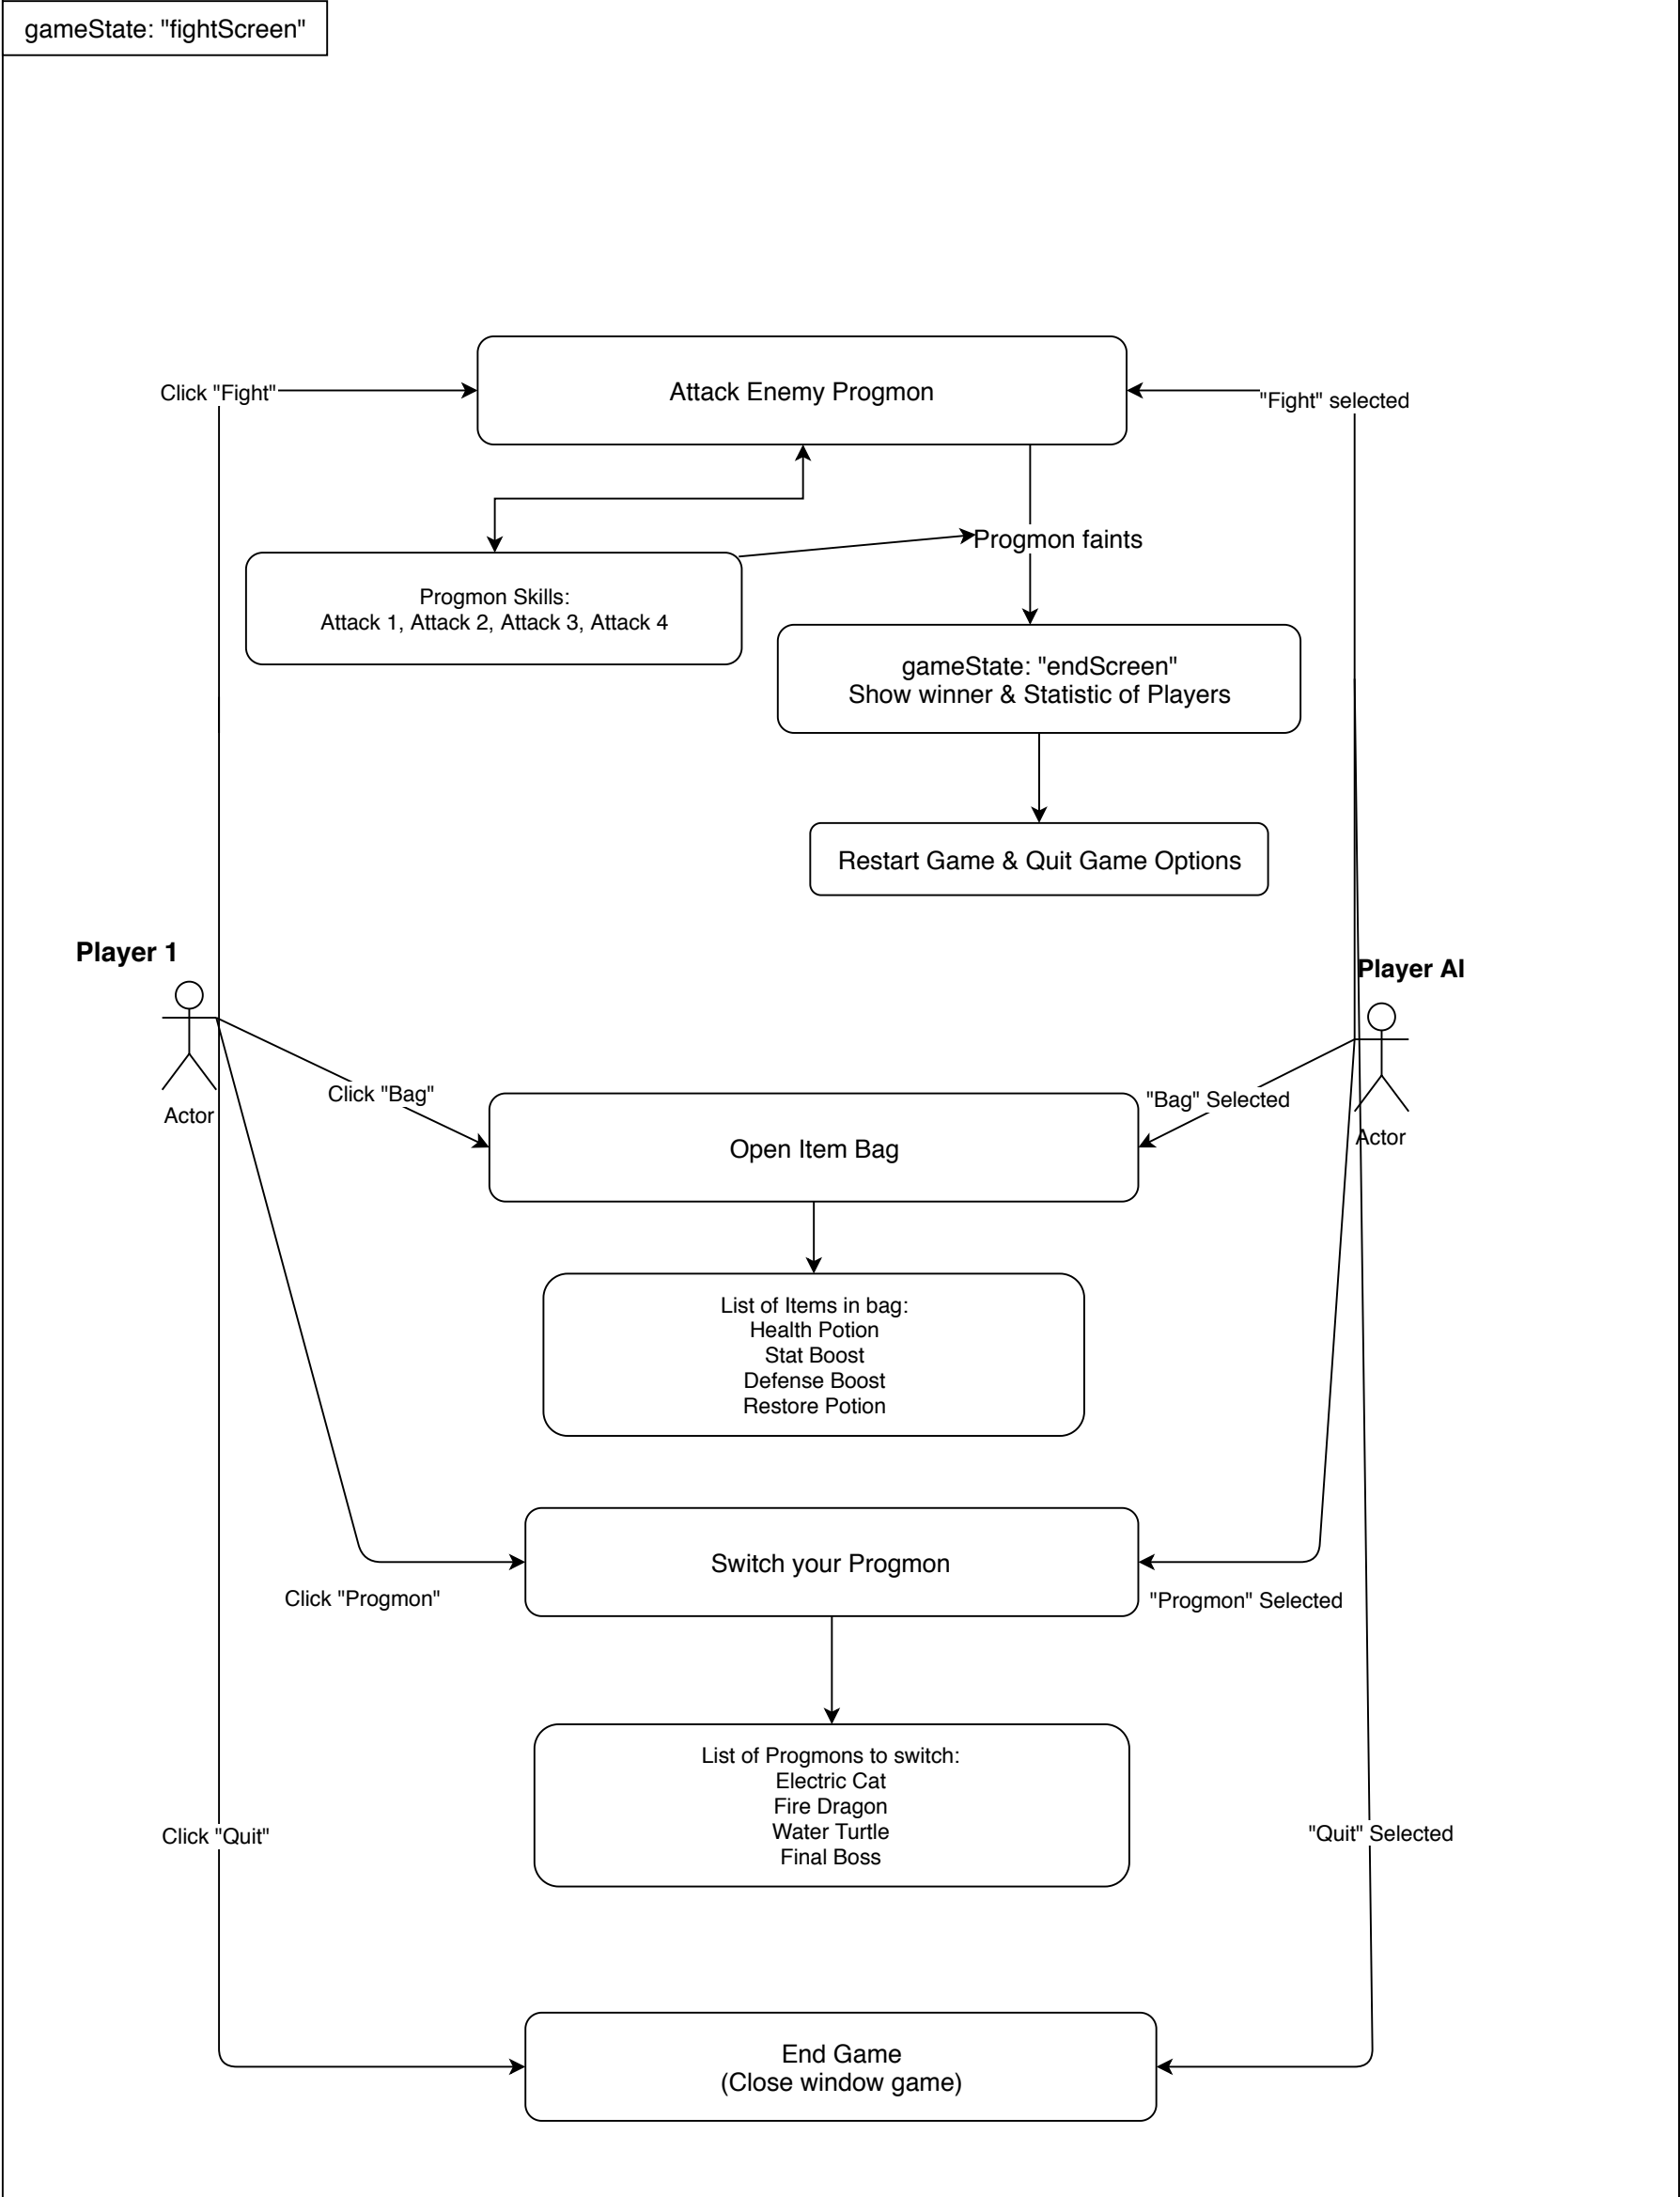 gameState: "fightScreen"
Click "Fight"
Attack Enemy Progmon
"Fight" selected
Progmon faints
Progmon Skills:
Attack 1, Attack 2, Attack 3, Attack 4
gameState: "endScreen"
Show winner & Statistic of Players
Restart Game & Quit Game Options
Player 1
Player AI
Actor
Actor
Click "Bag"
"Bag" Selected
Open Item Bag
List of Items in bag:
Health Potion
Stat Boost
Defense Boost
Restore Potion
Switch your Progmon
Click "Progmon"
"Progmon" Selected
List of Progmons to switch:
Electric Cat
Fire Dragon
Water Turtle
Final Boss
Click "Quit"
"Quit" Selected
End Game
(Close window game)